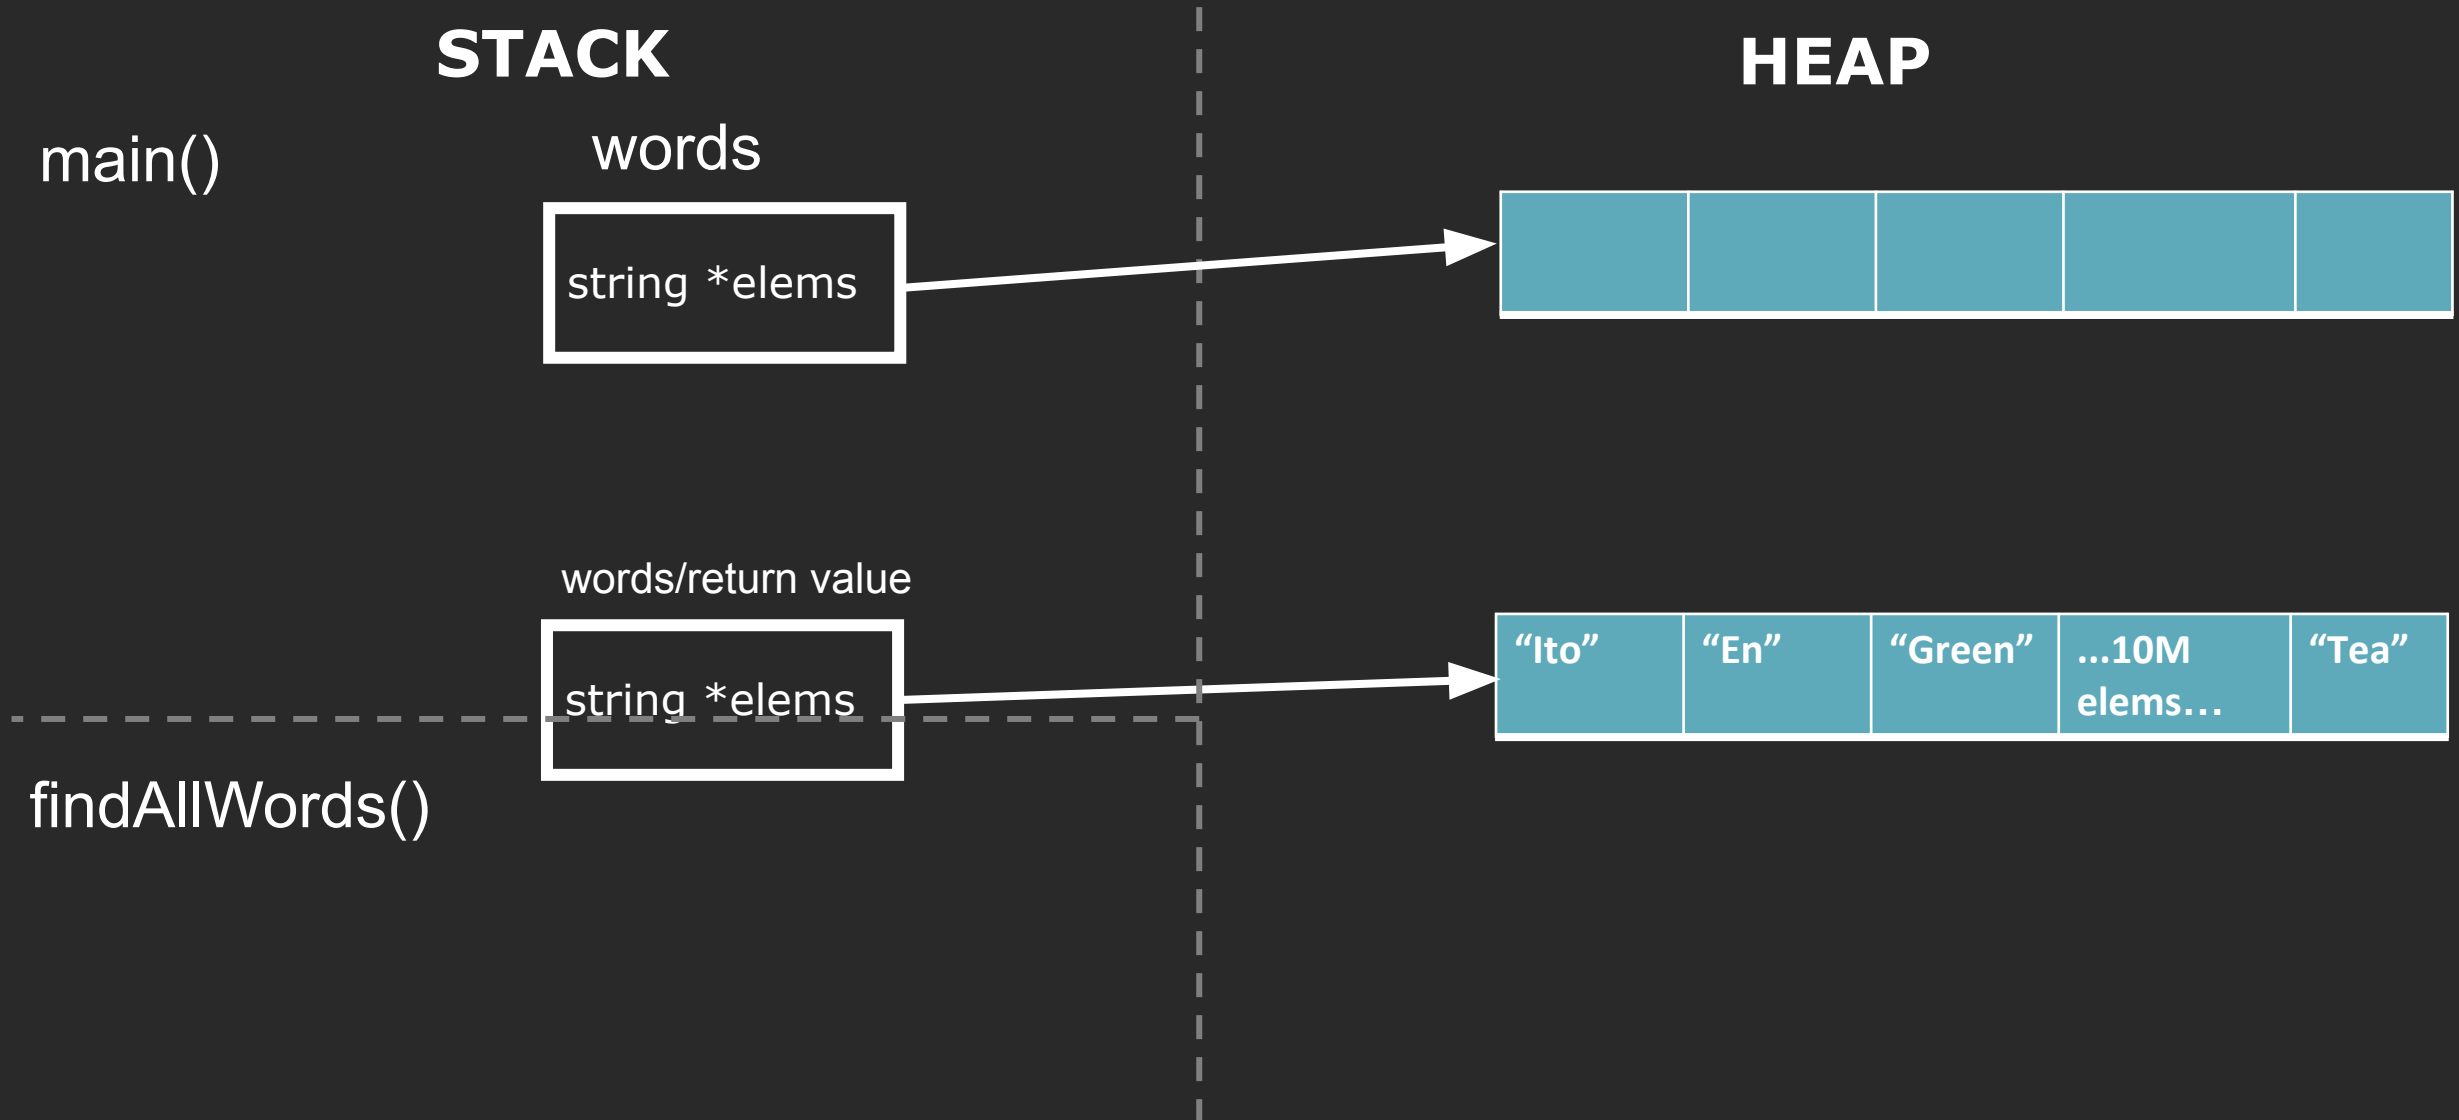 STACK
HEAP
main()
words
string *elems
words/return value
string *elems
“Ito” “En” “Green” ...10M “Tea”
elems…
findAllWords()